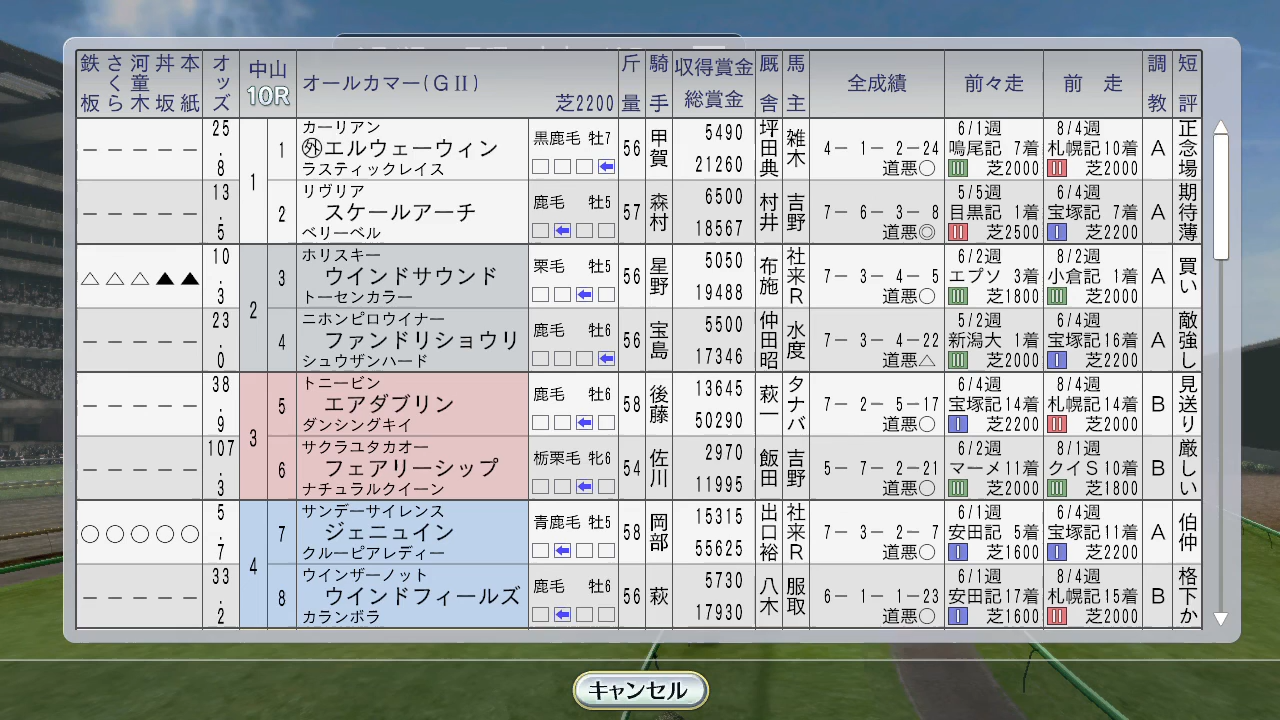 鉄板 さくら 河童木 丼坂 本紙 オッズ 中山10R オールカマー(GⅡ) 芝2200 斤量 騎手 収得賞金 総賞金 厩舎 馬主 全成績 前々走 前走 調教 短評
－ － － － － 25.8 1 1 カーリアン 黒鹿毛 牡7 56 甲賀 5490 坪田典 雑木 4－ 1－ 2－24 6/1週 8/4週 A 正念場
外エルウェーウィン 鳴尾記 7着 札幌記10着
ラスティックレイス 21260 道悪○ Ⅲ 芝2000 Ⅱ 芝2000
－ － － － － 13.5 2 リヴリア 鹿毛 牡5 57 森村 6500 村井 吉野 7－ 6－ 3－ 8 5/5週 6/4週 A 期待薄
スケールアーチ 目黒記 1着 宝塚記 7着
ベリーベル 18567 道悪◎ Ⅱ 芝2500 Ⅰ 芝2200
△ △ △ ▲ ▲ 10.3 2 3 ホリスキー 栗毛 牡5 56 星野 5050 布施 社来R 7－ 3－ 4－ 5 6/2週 8/2週 A 買い
ウインドサウンド エプソ 3着 小倉記 1着
トーセンカラー 19488 道悪○ Ⅲ 芝1800 Ⅲ 芝2000
－ － － － － 23.0 4 ニホンピロウイナー 鹿毛 牡6 56 宝島 5500 仲田昭 水度 7－ 3－ 4－22 5/2週 6/4週 A 敵強し
ファンドリショウリ 新潟大 1着 宝塚記16着
シュウザンハード 17346 道悪△ Ⅲ 芝2000 Ⅰ 芝2200
－ － － － － 38.9 3 5 トニービン 鹿毛 牡6 58 後藤 13645 萩一 タナバ 7－ 2－ 5－17 6/4週 8/4週 B 見送り
エアダブリン 宝塚記14着 札幌記14着
ダンシングキイ 50290 道悪○ Ⅰ 芝2200 Ⅱ 芝2000
－ － － － － 107.3 6 サクラユタカオー 栃栗毛 牝6 54 佐川 2970 飯田 吉野 5－ 7－ 2－21 6/2週 8/1週 B 厳しい
フェアリーシップ マーメ11着 クイS10着
ナチュラルクイーン 11995 道悪○ Ⅲ 芝2000 Ⅲ 芝1800
○ ○ ○ ○ ○ 5.7 4 7 サンデーサイレンス 青鹿毛 牡5 58 岡部 15315 出口裕 社来R 7－ 3－ 2－ 7 6/1週 6/4週 A 伯仲
ジェニュイン 安田記 5着 宝塚記11着
クルーピアレディー 55625 道悪○ Ⅰ 芝1600 Ⅰ 芝2200
－ － － － － 33.2 8 ウインザーノット 鹿毛 牡6 56 萩 5730 八木 服取 6－ 1－ 1－23 6/1週 8/4週 B 格下か
ウインドフィールズ 安田記17着 札幌記15着
カランボラ 17930 道悪○ Ⅰ 芝1600 Ⅱ 芝2000
キャンセル